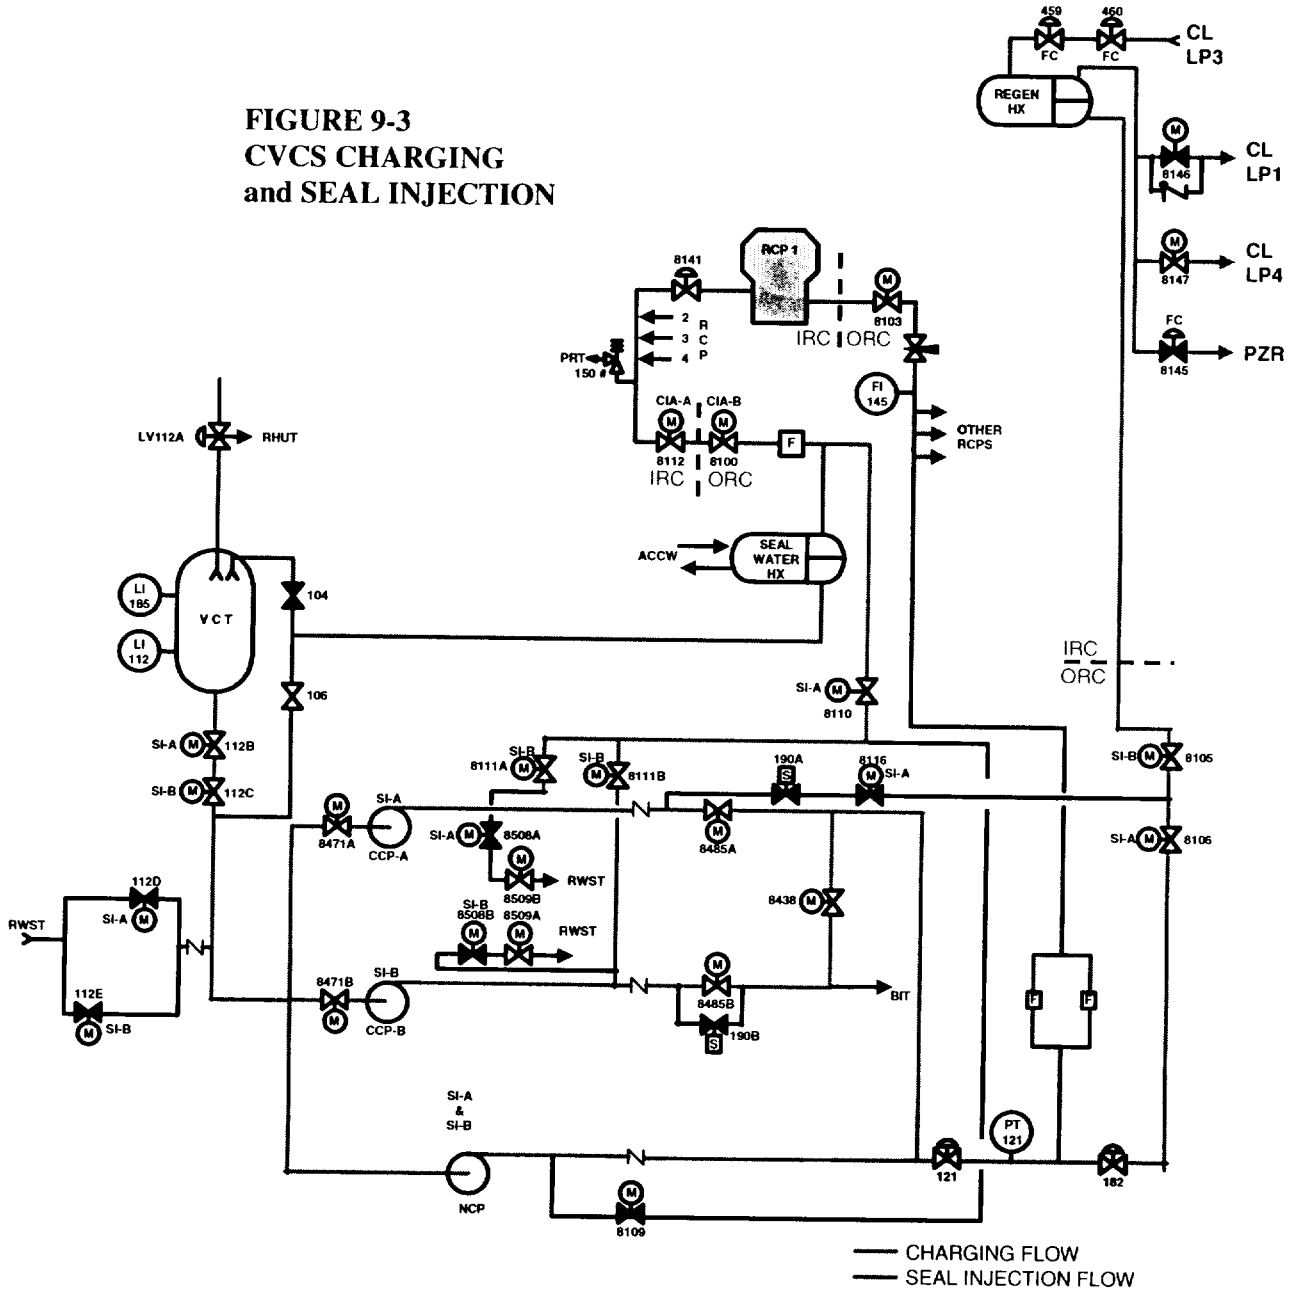 FIGURE 9-3
CVCS CHARGING
and SEAL INJECTION
459
460
FC
FC
CL
LP3
REGEN
HX
M
8146
CL
LP1
M
8147
CL
LP4
FC
8145
PZR
8141
RCP 1
M
8103
IRC
ORC
2
3
4
R
C
P
PRT
150 #
FI
145
OTHER
RCPS
CIA-A
M
8112
CIA-B
M
8100
F
IRC
ORC
LV112A
RHUT
ACCW
SEAL
WATER
HX
LI
185
LI
112
V C T
104
106
IRC
ORC
SI-A
M
8110
SI-A
M
112B
SI-B
M
112C
SI-B
8111A
M
SI-B
M
8111B
190A
S
8116
M
SI-A
SI-B
M
8105
SI-A
M
8106
M
8471A
SI-A
CCP-A
SI-A
M
8508A
M
8509B
RWST
M
8485A
8438
M
RWST
112D
SI-A
M
112E
M
SI-B
SI-B
8508B
M
8509A
M
RWST
8471B
M
SI-B
CCP-B
M
8485B
190B
S
BIT
F
F
SI-A
&
SI-B
NCP
M
8109
121
PT
121
182
CHARGING FLOW
SEAL INJECTION FLOW